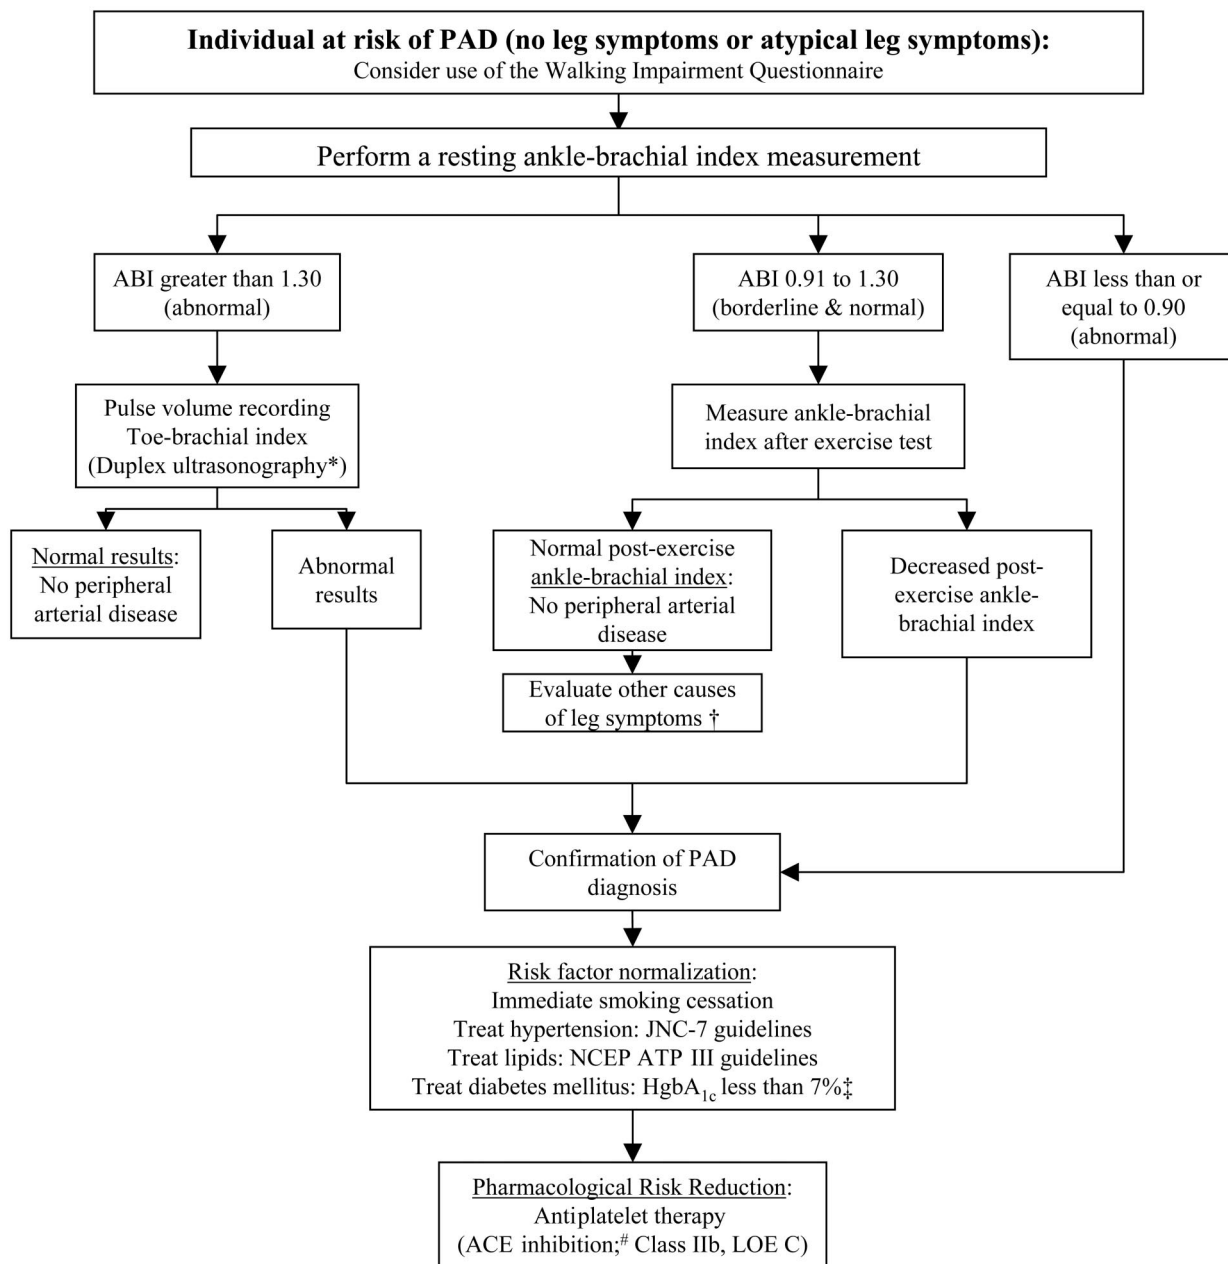 Individual at risk of PAD (no leg symptoms or atypical leg symptoms):
Consider use of the Walking Impairment Questionnaire
Perform a resting ankle-brachial index measurement
ABI greater than 1.30
(abnormal)
ABI 0.91 to 1.30
(borderline & normal)
ABI less than or
equal to 0.90
(abnormal)
Pulse volume recording
Toe-brachial index
(Duplex ultrasonography*)
Measure ankle-brachial
index after exercise test
Normal results:
No peripheral
arterial disease
Abnormal
results
Normal post-exercise
ankle-brachial index:
No peripheral arterial
disease
Decreased post-
exercise ankle-
brachial index
Evaluate other causes
of leg symptoms †
Confirmation of PAD
diagnosis
Risk factor normalization:
Immediate smoking cessation
Treat hypertension: JNC-7 guidelines
Treat lipids: NCEP ATP III guidelines
Treat diabetes mellitus: HgbA1c less than 7%‡
Pharmacological Risk Reduction:
Antiplatelet therapy
(ACE inhibition;# Class IIb, LOE C)